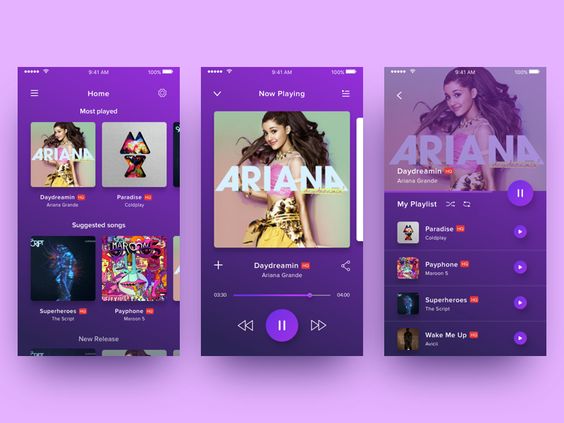 9:41 AM 100%
Home
Most played
ARIANA
Daydreamin HQ
Ariana Grande
Paradise HQ
Coldplay
Suggested songs
Superheroes HQ
The Script
MAROON
Payphone HQ
Maroon 5
New Release
9:41 AM 100%
Now Playing
ARIANA
Daydreamin HQ
Ariana Grande
03:30 04:00
9:41 AM 100%
ARIANA
Daydreamin HQ
Ariana Grande
My Playlist
Paradise HQ
Coldplay
Payphone HQ
Maroon 5
Superheroes HQ
The Script
Wake Me Up HQ
Avicii